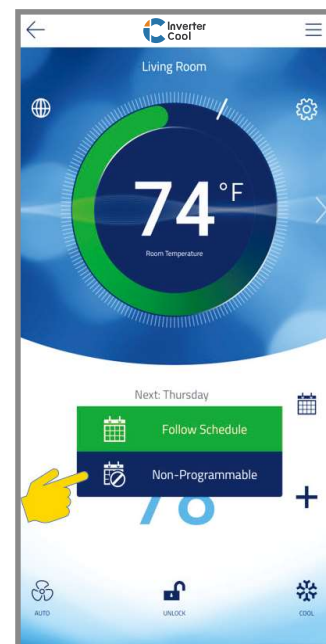 Inverter
Cool
Living Room
74°F
Room Temperature
Next: Thursday
Follow Schedule
Non-Programmable
AUTO
UNLOCK
COOL